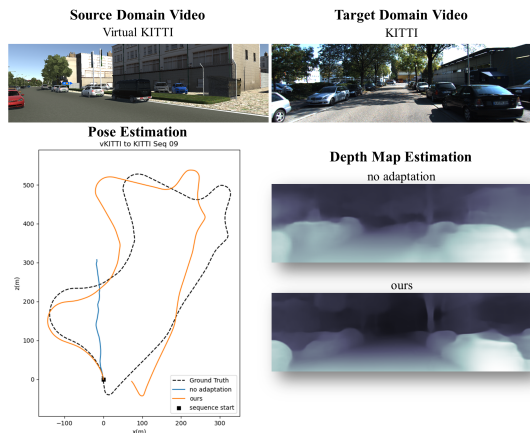 Source Domain Video
Virtual KITTI
Target Domain Video
KITTI
Pose Estimation
vKITTI to KITTI Seq 09
z(m)
500
400
300
200
100
0
-100
0
100
200
300
x(m)
Ground Truth
no adaptation
ours
sequence start
Depth Map Estimation
no adaptation
ours